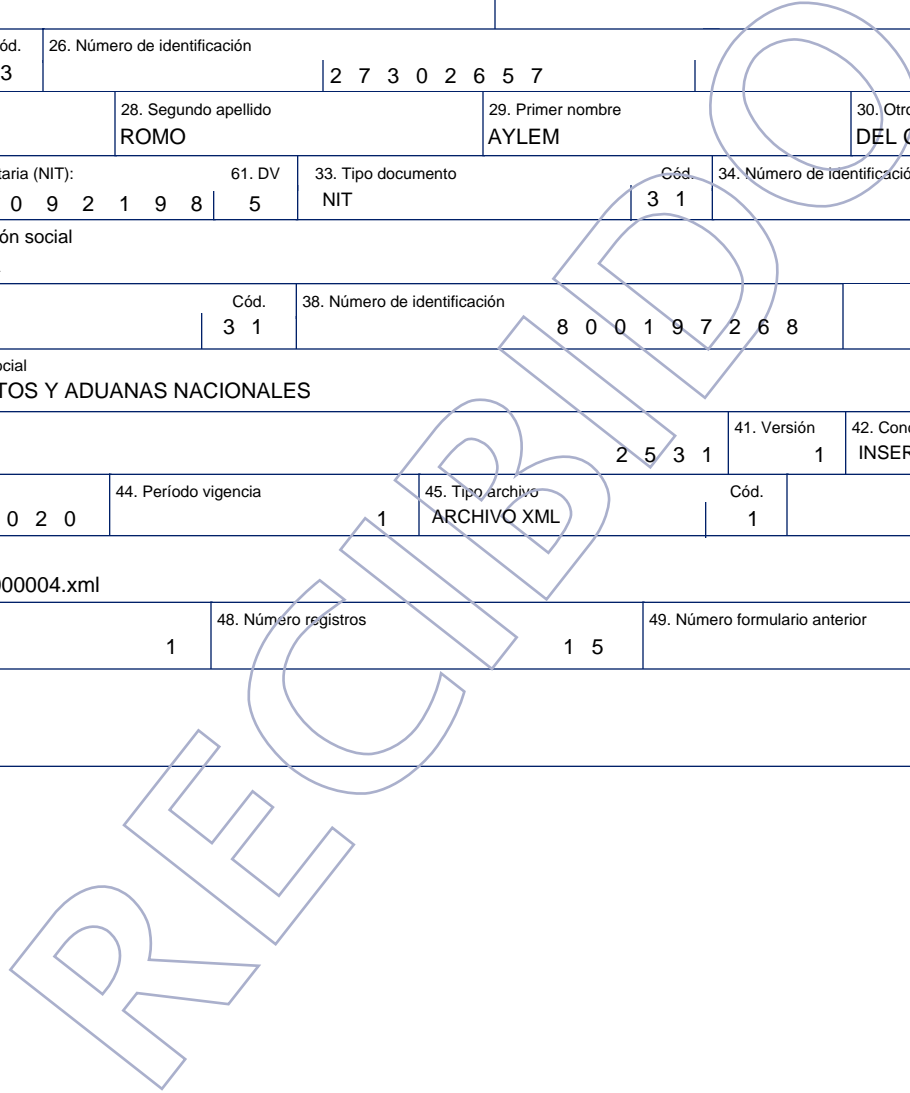 ód. 26. Número de identificación
3 2 7 3 0 2 6 5 7
28. Segundo apellido 29. Primer nombre 30. Otro
ROMO AYLEM DEL
taria (NIT): 61. DV 33. Tipo documento Cód. 34. Número de identificació
0 9 2 1 9 8 5 NIT 3 1
ón social
Cód. 38. Número de identificación
3 1 8 0 0 1 9 7 2 6 8
ocial
TOS Y ADUANAS NACIONALES
41. Versión 42. Conc
2 5 3 1 1 INSER
44. Período vigencia 45. Tipo archivo Cód.
0 2 0 1 ARCHIVO XML 1
000004.xml
48. Número registros 49. Número formulario anterior
1 1 5
RECIBIDO